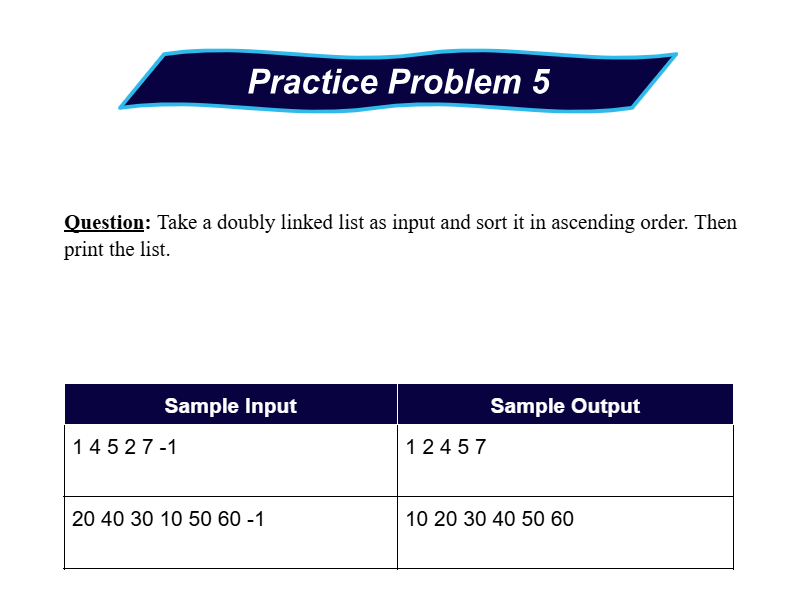 Practice Problem 5
Question: Take a doubly linked list as input and sort it in ascending order. Then
print the list.
Sample Input
Sample Output
1 4 5 2 7 -1
1 2 4 5 7
20 40 30 10 50 60 -1
10 20 30 40 50 60